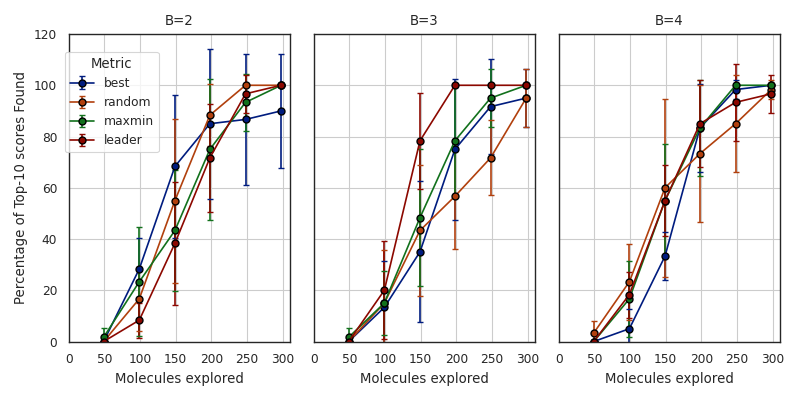 B=2
B=3
B=4
Percentage of Top-10 scores Found
120
100
80
60
40
20
0
Metric
best
random
maxmin
leader
0 50 100 150 200 250 300
0 50 100 150 200 250 300
0 50 100 150 200 250 300
Molecules explored
Molecules explored
Molecules explored